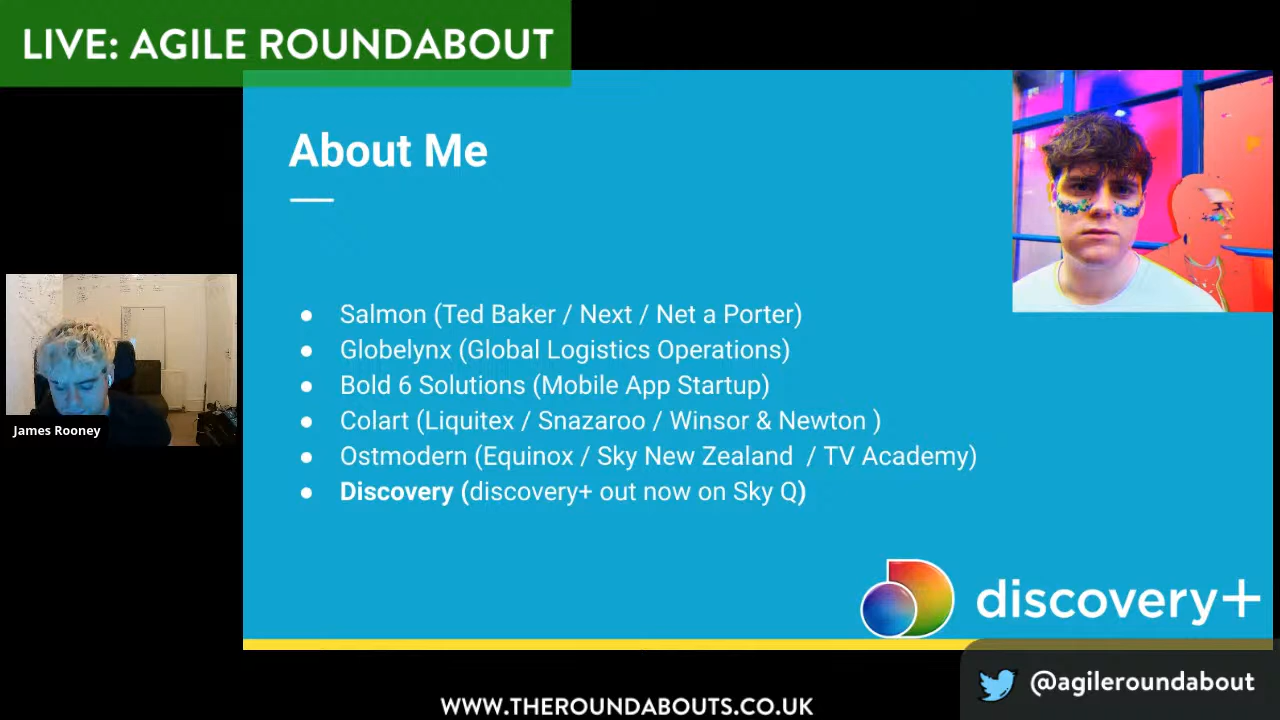 LIVE: AGILE ROUNDABOUT
About Me
● Salmon (Ted Baker / Next / Net a Porter)
● Globelynx (Global Logistics Operations)
● Bold 6 Solutions (Mobile App Startup)
● Colart (Liquitex / Snazaroo / Winsor & Newton )
● Ostmodern (Equinox / Sky New Zealand / TV Academy)
● Discovery (discovery+ out now on Sky Q)
James Rooney
discovery+
@agileroundabout
WWW.THEROUNDABOUTS.CO.UK